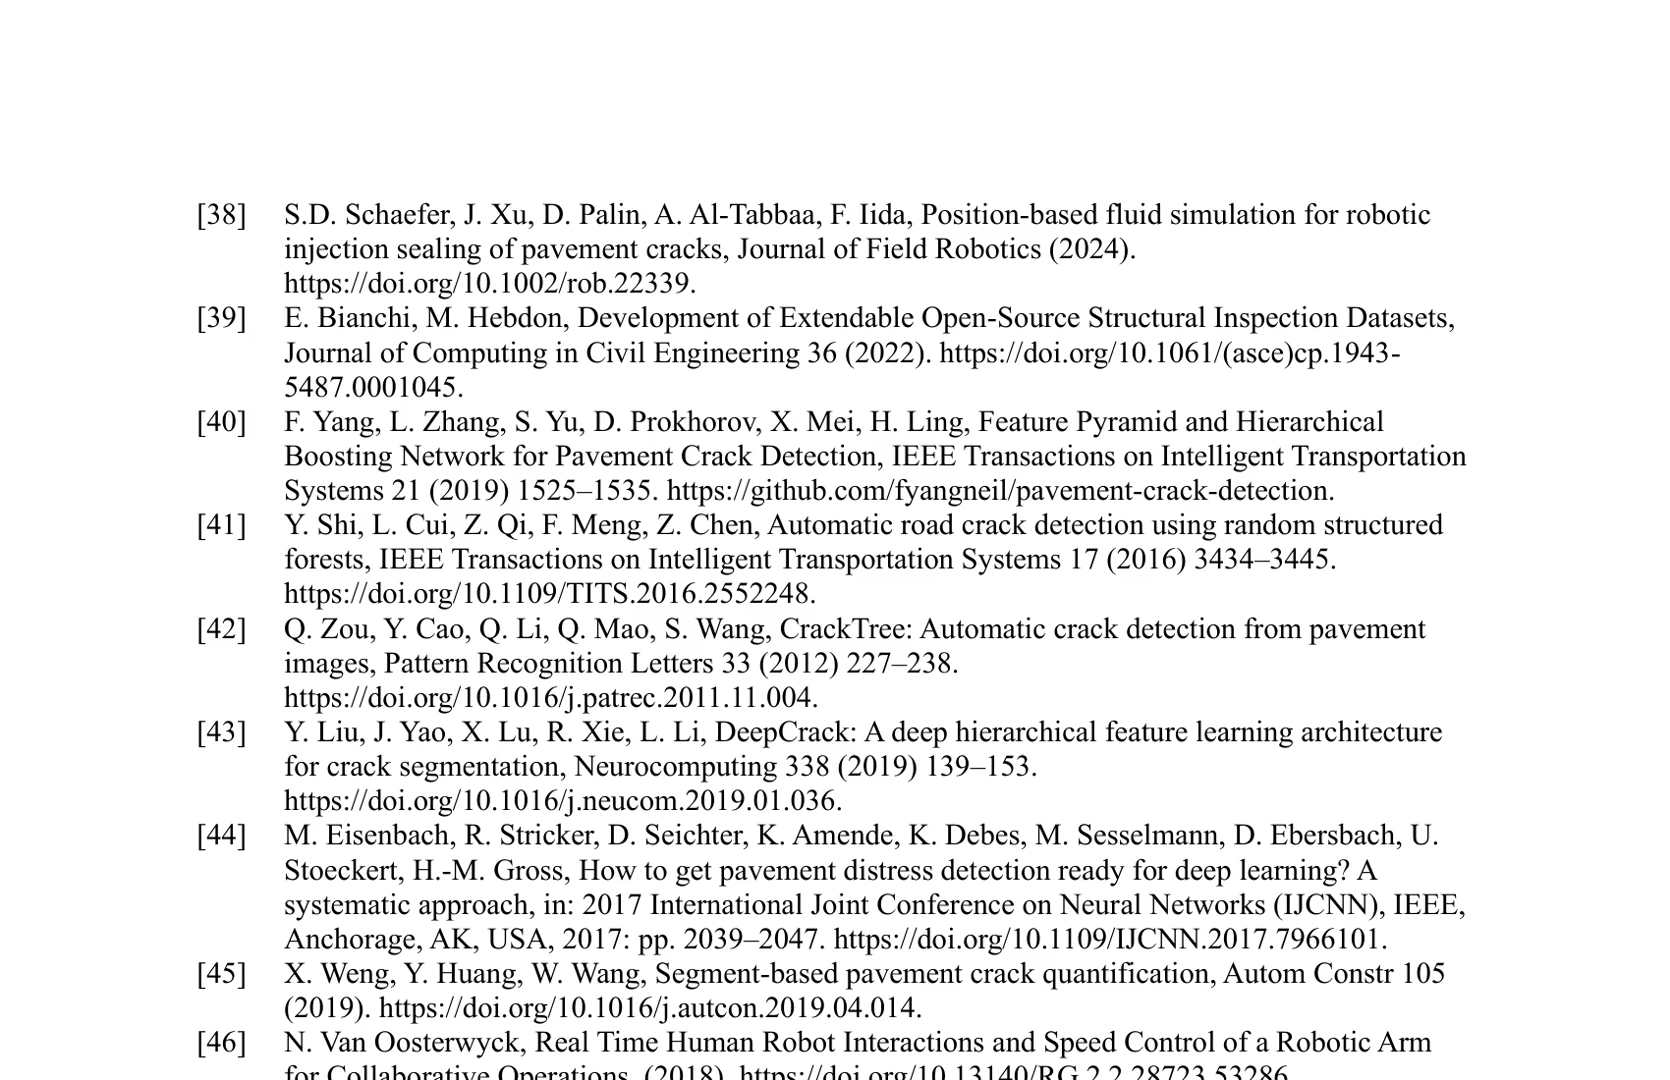 [38] S.D. Schaefer, J. Xu, D. Palin, A. Al-Tabbaa, F. Iida, Position-based fluid simulation for robotic
injection sealing of pavement cracks, Journal of Field Robotics (2024).
https://doi.org/10.1002/rob.22339.
[39] E. Bianchi, M. Hebdon, Development of Extendable Open-Source Structural Inspection Datasets,
Journal of Computing in Civil Engineering 36 (2022). https://doi.org/10.1061/(asce)cp.1943-
5487.0001045.
[40] F. Yang, L. Zhang, S. Yu, D. Prokhorov, X. Mei, H. Ling, Feature Pyramid and Hierarchical
Boosting Network for Pavement Crack Detection, IEEE Transactions on Intelligent Transportation
Systems 21 (2019) 1525–1535. https://github.com/fyangneil/pavement-crack-detection.
[41] Y. Shi, L. Cui, Z. Qi, F. Meng, Z. Chen, Automatic road crack detection using random structured
forests, IEEE Transactions on Intelligent Transportation Systems 17 (2016) 3434–3445.
https://doi.org/10.1109/TITS.2016.2552248.
[42] Q. Zou, Y. Cao, Q. Li, Q. Mao, S. Wang, CrackTree: Automatic crack detection from pavement
images, Pattern Recognition Letters 33 (2012) 227–238.
https://doi.org/10.1016/j.patrec.2011.11.004.
[43] Y. Liu, J. Yao, X. Lu, R. Xie, L. Li, DeepCrack: A deep hierarchical feature learning architecture
for crack segmentation, Neurocomputing 338 (2019) 139–153.
https://doi.org/10.1016/j.neucom.2019.01.036.
[44] M. Eisenbach, R. Stricker, D. Seichter, K. Amende, K. Debes, M. Sesselmann, D. Ebersbach, U.
Stoeckert, H.-M. Gross, How to get pavement distress detection ready for deep learning? A
systematic approach, in: 2017 International Joint Conference on Neural Networks (IJCNN), IEEE,
Anchorage, AK, USA, 2017: pp. 2039–2047. https://doi.org/10.1109/IJCNN.2017.7966101.
[45] X. Weng, Y. Huang, W. Wang, Segment-based pavement crack quantification, Autom Constr 105
(2019). https://doi.org/10.1016/j.autcon.2019.04.014.
[46] N. Van Oosterwyck, Real Time Human Robot Interactions and Speed Control of a Robotic Arm
for Collaborative Operations, (2018). https://doi.org/10.13140/RG.2.2.28723.53286.